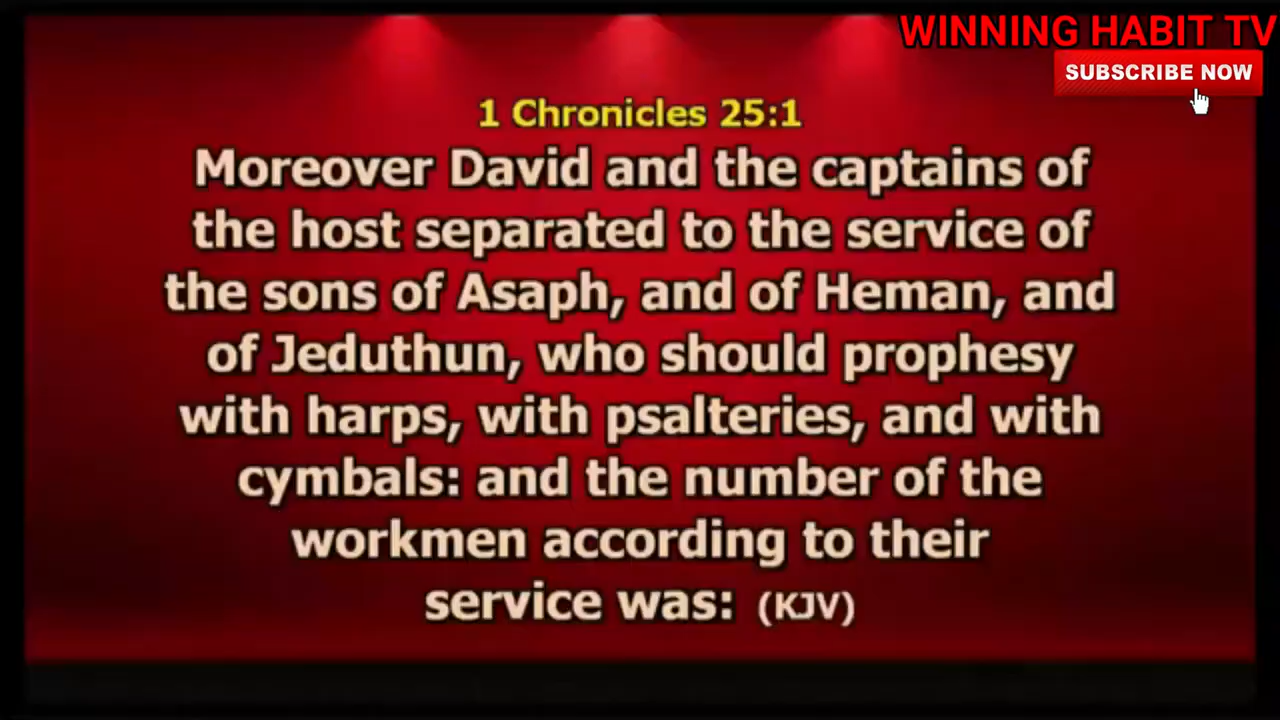 WINNING HABIT TV
SUBSCRIBE NOW
1 Chronicles 25:1
Moreover David and the captains of
the host separated to the service of
the sons of Asaph, and of Heman, and
of Jeduthun, who should prophesy
with harps, with psalteries, and with
cymbals: and the number of the
workmen according to their
service was: (KJV)